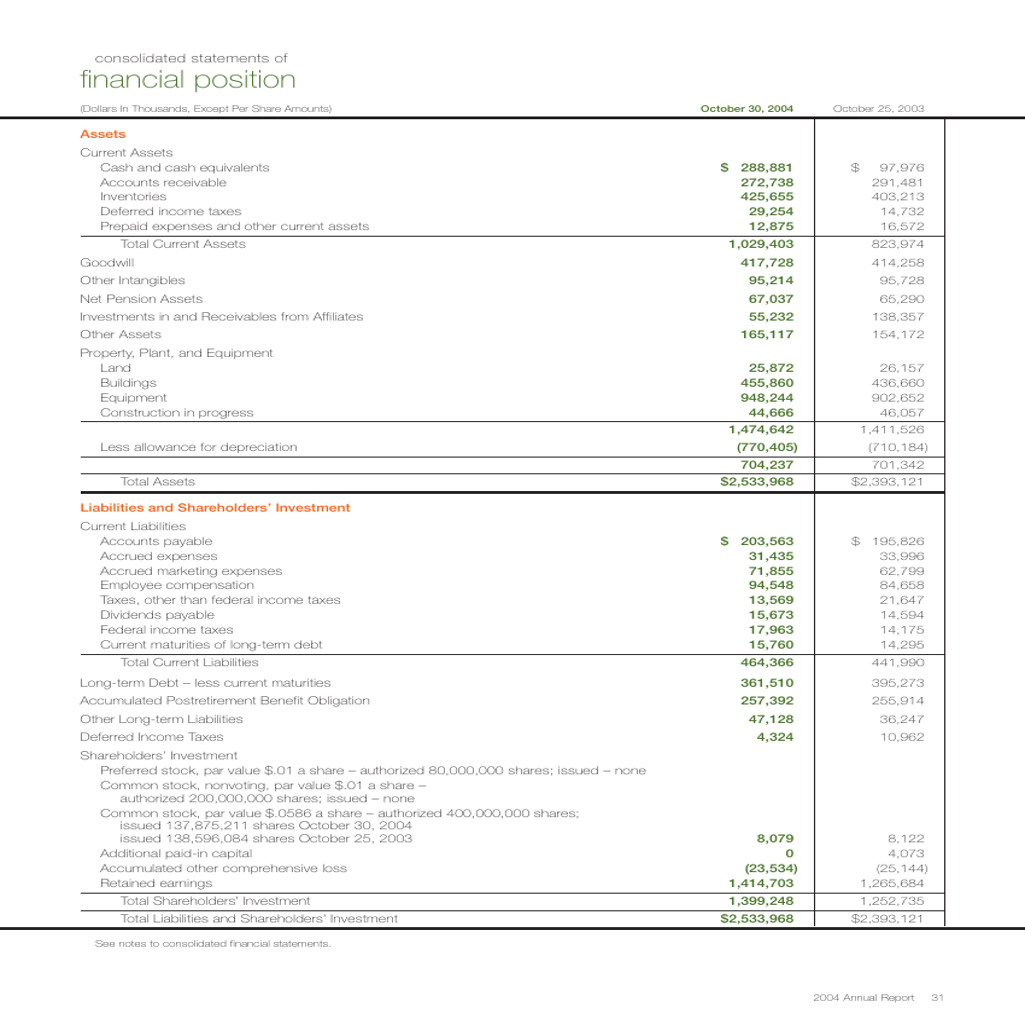 consolidated statements of
financial position
(Dollars In Thousands, Except Per Share Amounts) October 30, 2004 October 25, 2003
Assets
Current Assets
Cash and cash equivalents $ 288,881 $ 97,976
Accounts receivable 272,738 291,481
Inventories 425,655 403,213
Deferred income taxes 29,254 14,732
Prepaid expenses and other current assets 12,875 16,572
Total Current Assets 1,029,403 823,974
Goodwill 417,728 414,258
Other Intangibles 95,214 95,728
Net Pension Assets 67,037 65,290
Investments in and Receivables from Affiliates 55,232 138,357
Other Assets 165,117 154,172
Property, Plant, and Equipment
Land 25,872 26,157
Buildings 455,860 436,660
Equipment 948,244 902,652
Construction in progress 44,666 46,057
1,474,642 1,411,526
Less allowance for depreciation (770,405) (710,184)
704,237 701,342
Total Assets $2,533,968 $2,393,121
Liabilities and Shareholders' Investment
Current Liabilities
Accounts payable $ 203,563 $ 195,826
Accrued expenses 31,435 33,996
Accrued marketing expenses 71,855 62,799
Employee compensation 94,548 84,658
Taxes, other than federal income taxes 13,569 21,647
Dividends payable 15,673 14,594
Federal income taxes 17,963 14,175
Current maturities of long-term debt 15,760 14,295
Total Current Liabilities 464,366 441,990
Long-term Debt – less current maturities 361,510 395,273
Accumulated Postretirement Benefit Obligation 257,392 255,914
Other Long-term Liabilities 47,128 36,247
Deferred Income Taxes 4,324 10,962
Shareholders' Investment
Preferred stock, par value $.01 a share – authorized 80,000,000 shares; issued – none
Common stock, nonvoting, par value $.01 a share –
authorized 200,000,000 shares; issued – none
Common stock, par value $.0586 a share – authorized 400,000,000 shares;
issued 137,875,211 shares October 30, 2004
issued 138,596,084 shares October 25, 2003 8,079 8,122
Additional paid-in capital 0 4,073
Accumulated other comprehensive loss (23,534) (25,144)
Retained earnings 1,414,703 1,265,684
Total Shareholders' Investment 1,399,248 1,252,735
Total Liabilities and Shareholders' Investment $2,533,968 $2,393,121
See notes to consolidated financial statements.
2004 Annual Report 31